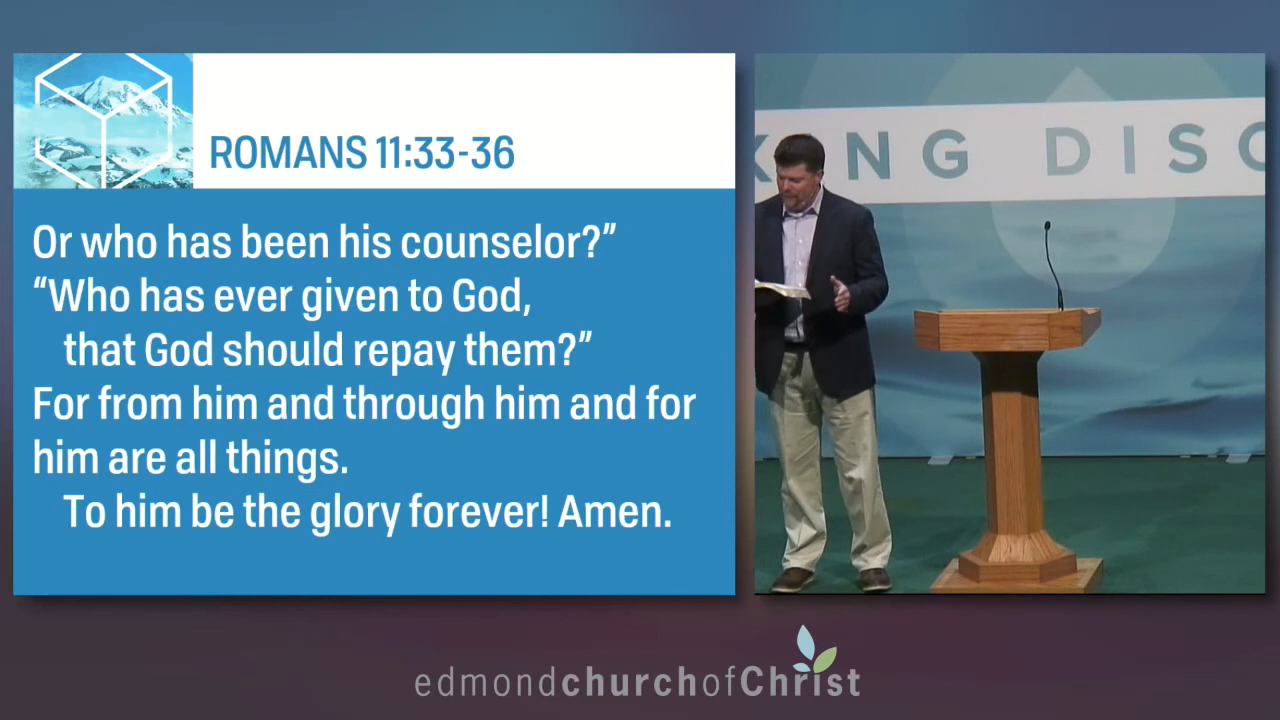 ROMANS 11:33-36
Or who has been his counselor?”
“Who has ever given to God,
that God should repay them?”
For from him and through him and for
him are all things.
To him be the glory forever! Amen.
KING DISC
edmondchurchofChrist